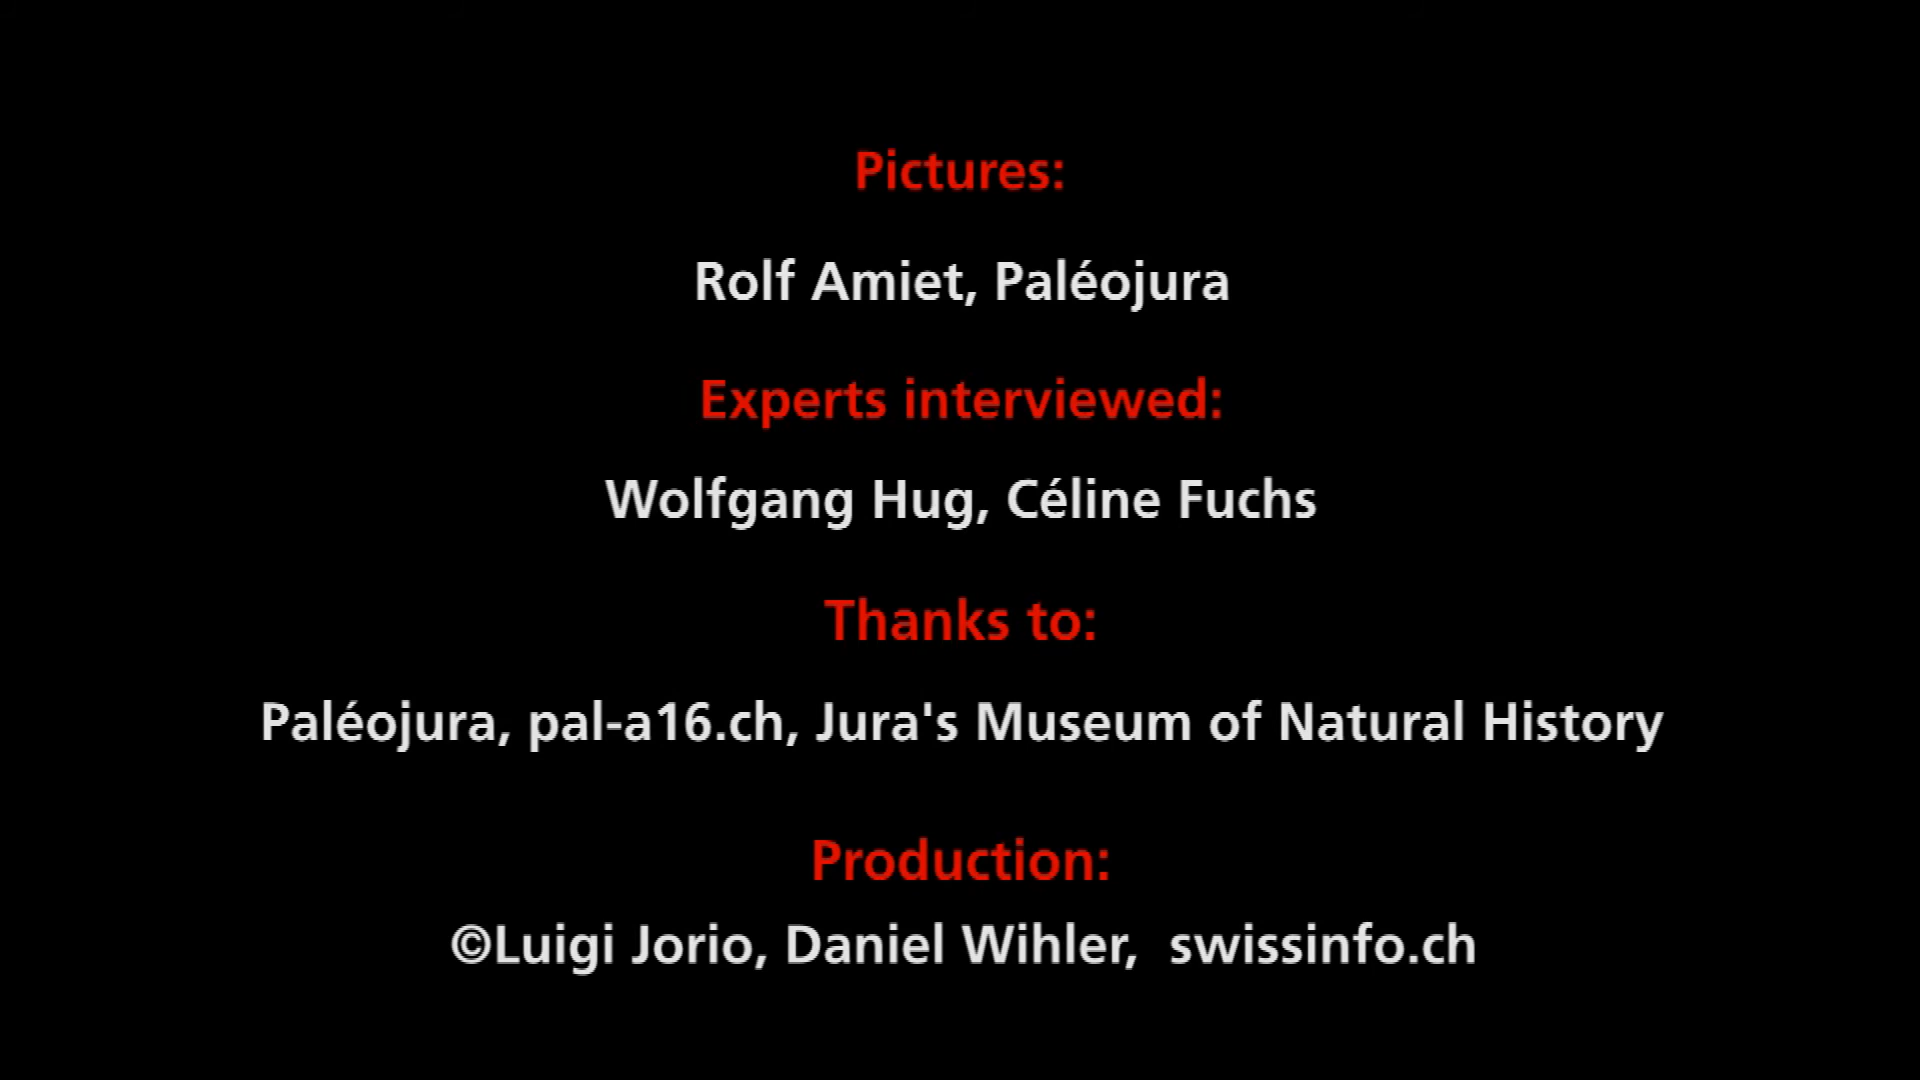 Pictures:
Rolf Amiet, Paléojura
Experts interviewed:
Wolfgang Hug, Céline Fuchs
Thanks to:
Paléojura, pal-a16.ch, Jura's Museum of Natural History
Production:
©Luigi Jorio, Daniel Wihler,  swissinfo.ch